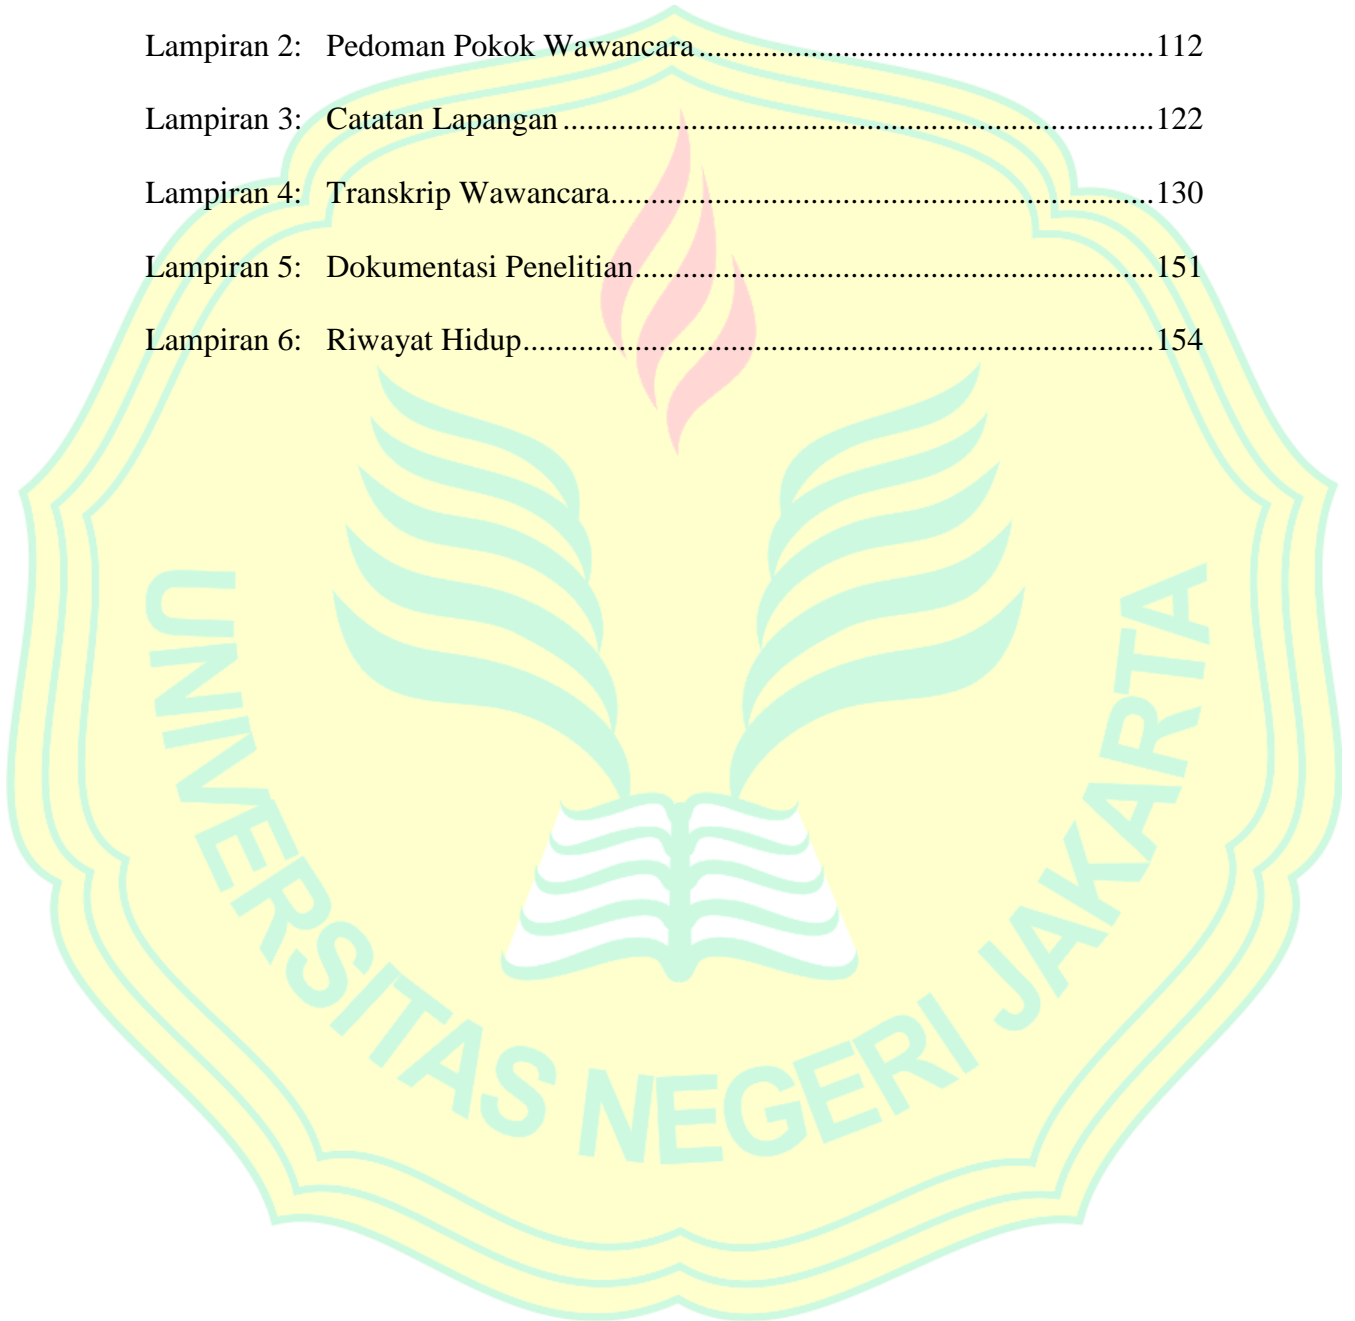 Lampiran 2: Pedoman Pokok Wawancara.........................................................112
Lampiran 3: Catatan Lapangan..........................................................................122
Lampiran 4: Transkrip Wawancara....................................................................130
Lampiran 5: Dokumentasi Penelitian.................................................................151
Lampiran 6: Riwayat Hidup...............................................................................154
UNIVERSITAS NEGERI JAKARTA